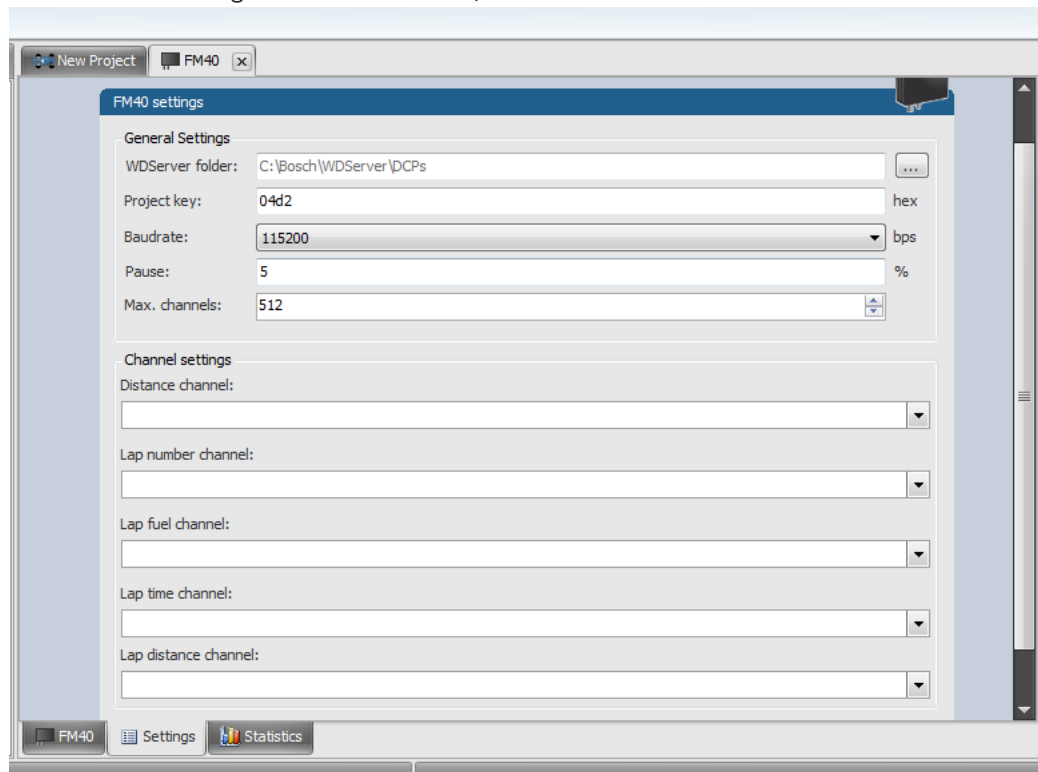 New Project FM40 x
FM40 settings
General Settings
WDServer folder: C:\Bosch\WDServer\DCPs ...
Project key: 04d2 hex
Baudrate: 115200 bps
Pause: 5 %
Max. channels: 512
Channel settings
Distance channel:
Lap number channel:
Lap fuel channel:
Lap time channel:
Lap distance channel:
FM40 Settings Statistics